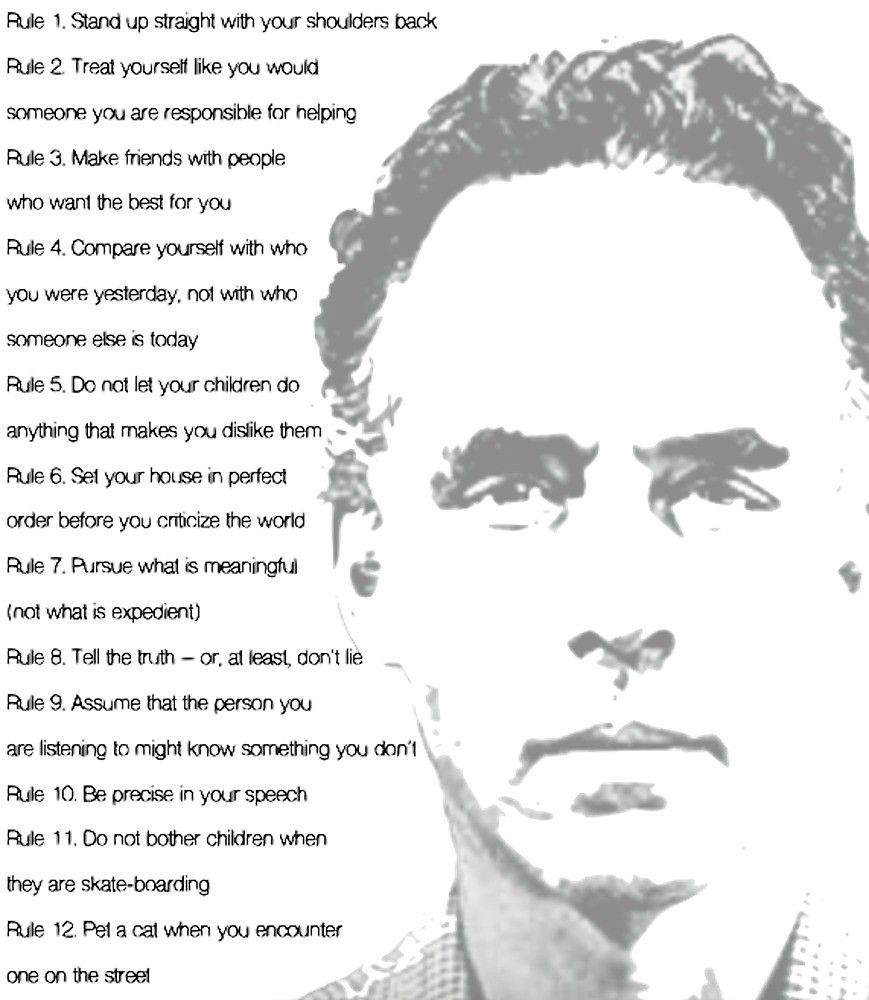 Rule 1. Stand up straight with your shoulders back
Rule 2. Treat yourself like you would
someone you are responsible for helping
Rule 3. Make friends with people
who want the best for you
Rule 4. Compare yourself with who
you were yesterday, not with who
someone else is today
Rule 5. Do not let your children do
anything that makes you dislike them
Rule 6. Set your house in perfect
order before you criticize the world
Rule 7. Pursue what is meaningful
(not what is expedient)
Rule 8. Tell the truth – or, at least, don't lie
Rule 9. Assume that the person you
are listening to might know something you don't
Rule 10. Be precise in your speech
Rule 11. Do not bother children when
they are skate-boarding
Rule 12. Pet a cat when you encounter
one on the street